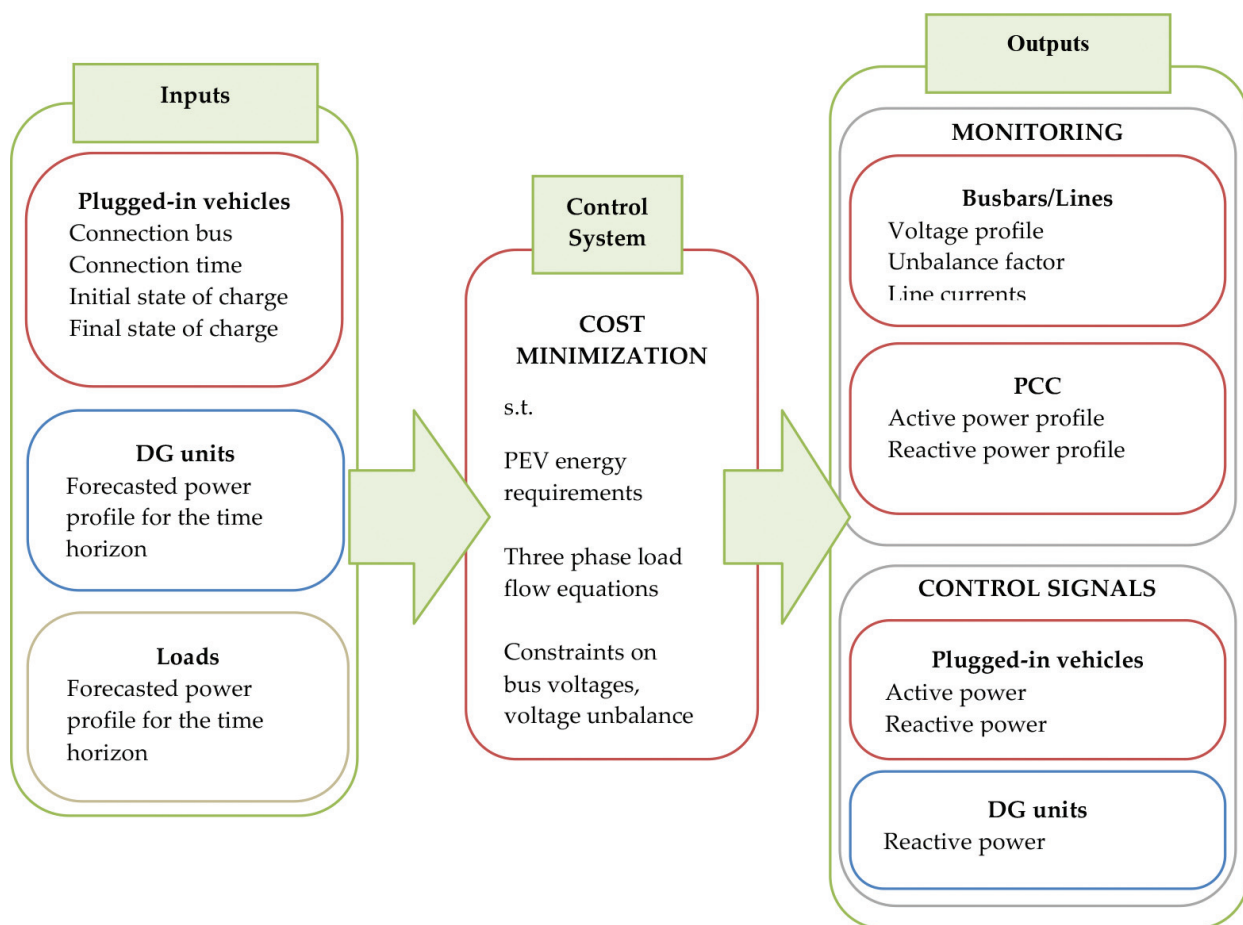 Inputs
Plugged-in vehicles
Connection bus
Connection time
Initial state of charge
Final state of charge
DG units
Forecasted power
profile for the time
horizon
Loads
Forecasted power
profile for the time
horizon
Control
System
COST
MINIMIZATION
s.t.
PEV energy
requirements
Three phase load
flow equations
Constraints on
bus voltages,
voltage unbalance
Outputs
MONITORING
Busbars/Lines
Voltage profile
Unbalance factor
Line currents
PCC
Active power profile
Reactive power profile
CONTROL SIGNALS
Plugged-in vehicles
Active power
Reactive power
DG units
Reactive power